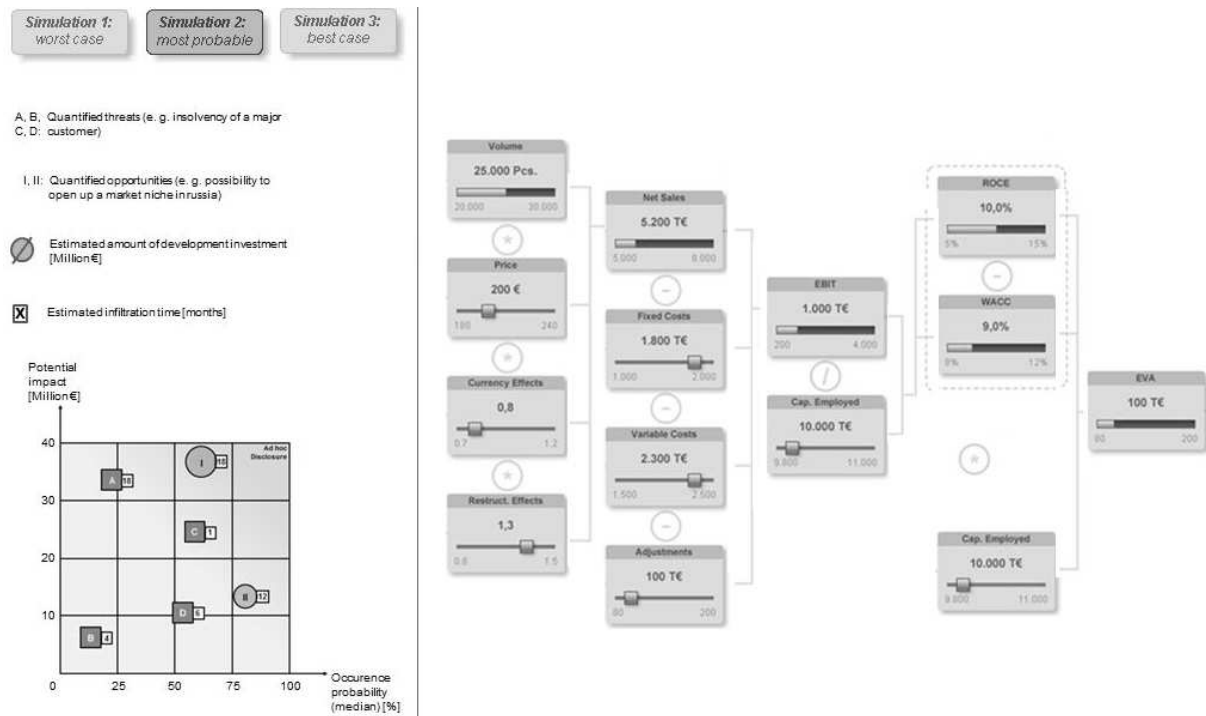 Simulation 1:
worst case
Simulation 2:
most probable
Simulation 3:
best case
A, B, Quantified threats (e. g. insolvency of a major
C, D: customer)
I, II: Quantified opportunities (e. g. possibility to
open up a market niche in russia)
Estimated amount of development investment
[Million €]
X Estimated infiltration time [months]
Potential
impact
[Million €]
40
30
20
10
0
25
50
75
100
Occurence
probability
(median) [%]
Ad hoc
Disclosure
I
18
A
18
C
1
II
12
D
6
B
4
Volume
25.000 Pcs.
20.000 30.000
*
Price
200 €
180 240
*
Currency Effects
0,8
0.7 1.2
*
Restruct. Effects
1,3
0.8 1.5
Net Sales
5.200 T€
5.000 6.000
–
Fixed Costs
1.800 T€
1.000 2.000
–
Variable Costs
2.300 T€
1.500 2.500
–
Adjustments
100 T€
80 200
EBIT
1.000 T€
200 4.000
/
Cap. Employed
10.000 T€
9.800 11.000
ROCE
10,0%
5% 15%
–
WACC
9,0%
8% 12%
*
Cap. Employed
10.000 T€
9.800 11.000
EVA
100 T€
80 200